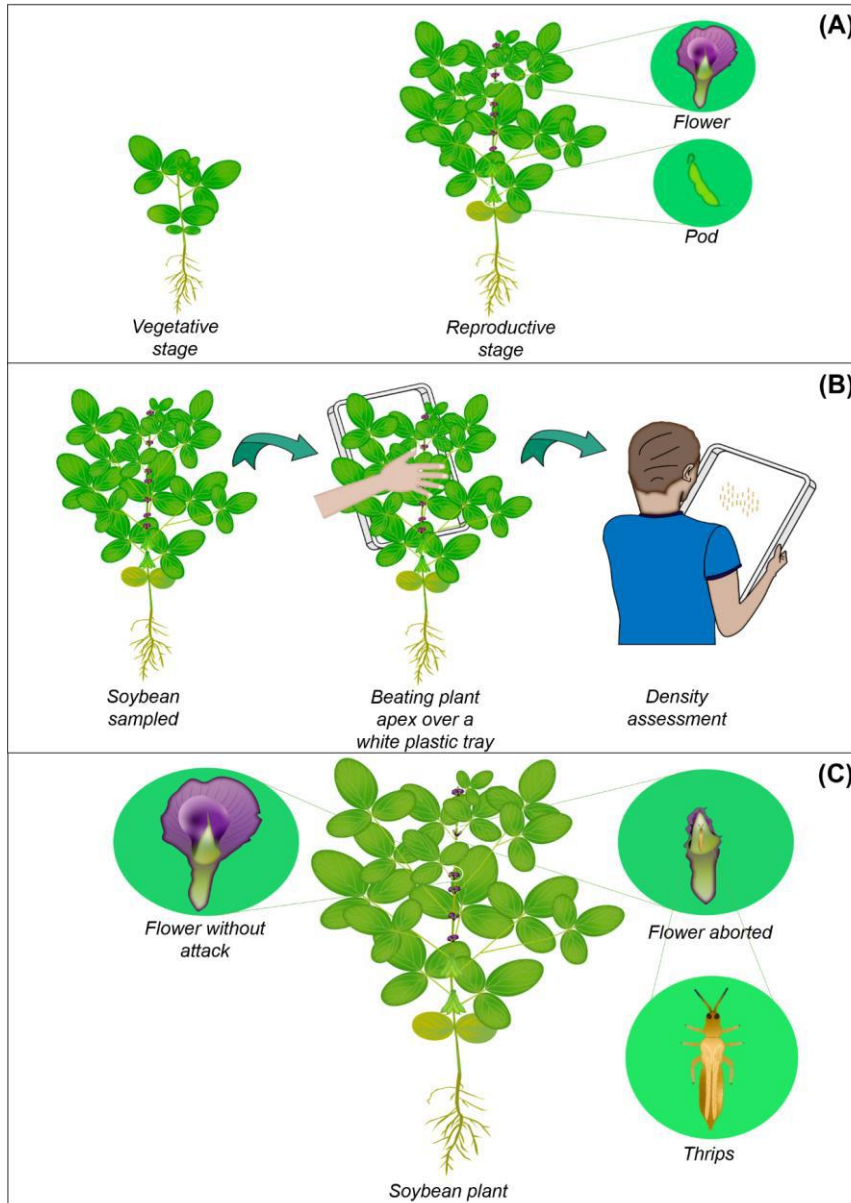 (A)
Flower
Pod
Vegetative
stage
Reproductive
stage
(B)
Soybean
sampled
Beating plant
apex over a
white plastic tray
Density
assessment
(C)
Flower without
attack
Flower aborted
Thrips
Soybean plant